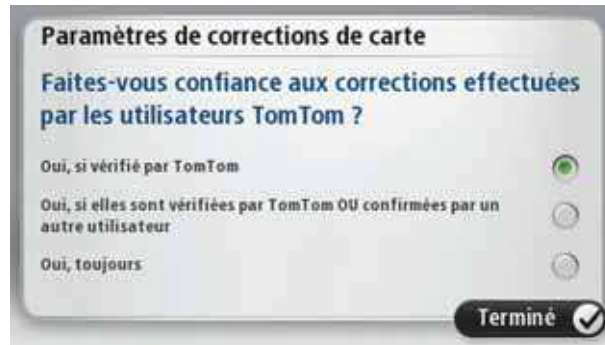 Paramètres de corrections de carte
Faites-vous confiance aux corrections effectuées
par les utilisateurs TomTom ?
Oui, si vérifié par TomTom
Oui, si elles sont vérifiées par TomTom OU confirmées par un
autre utilisateur
Oui, toujours
Terminé